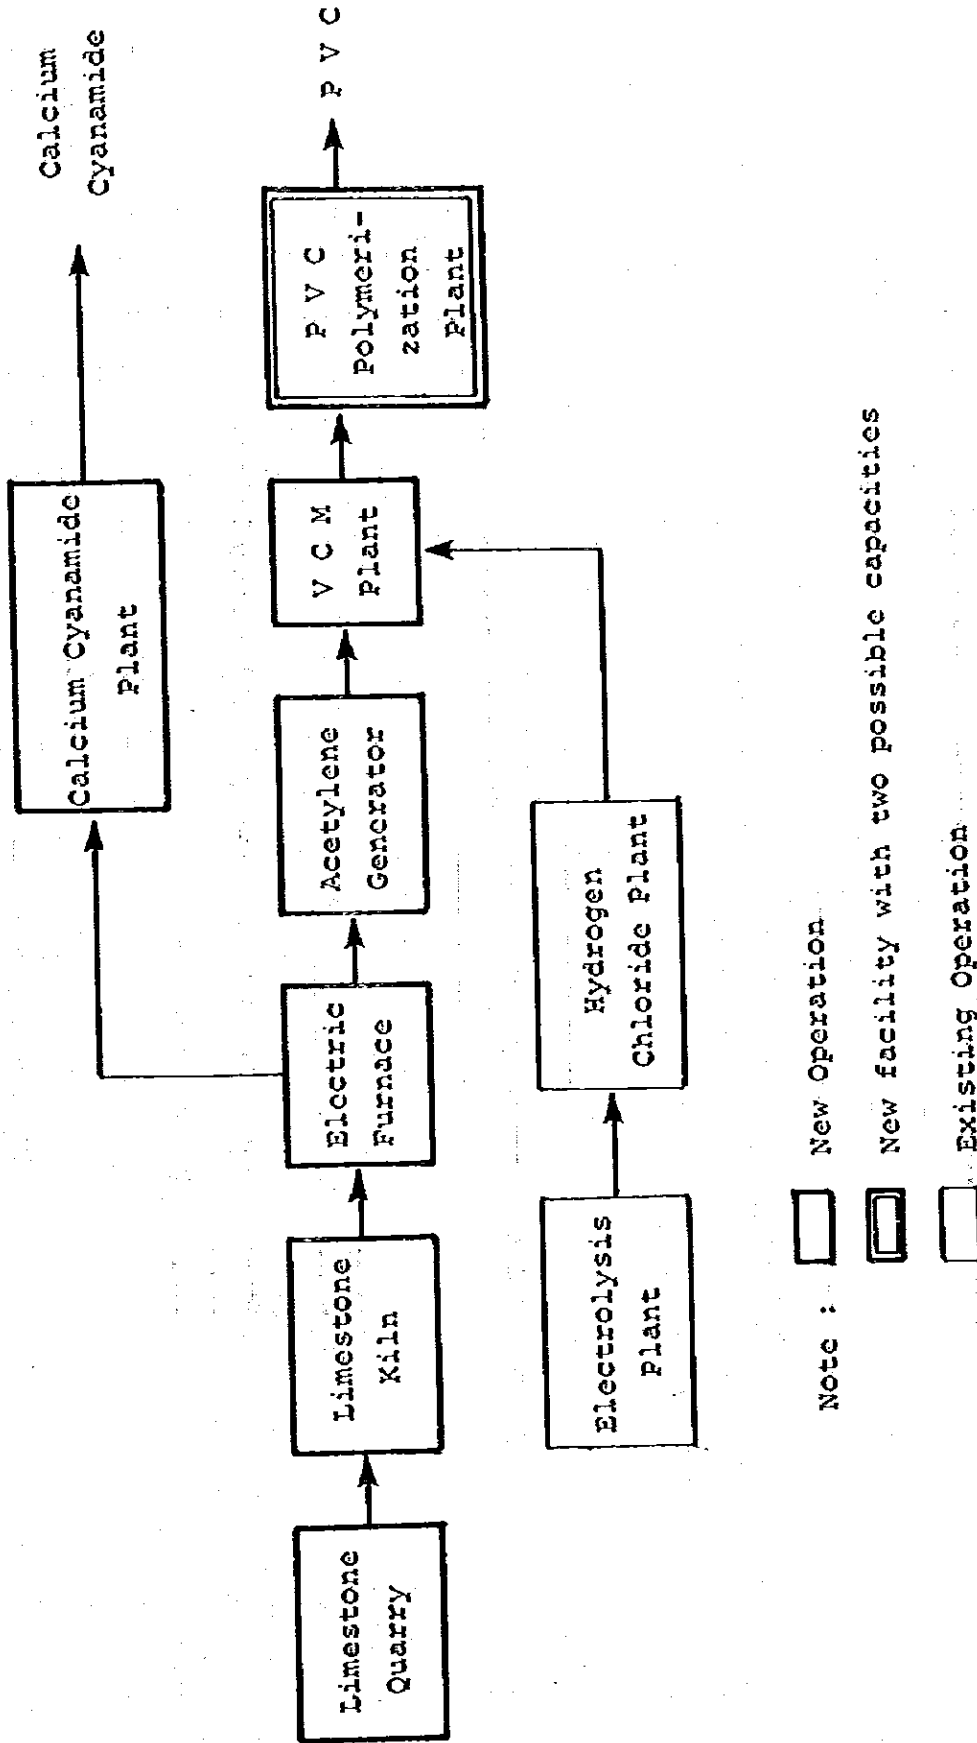 Calcium
Cyanamide
Calcium Cyanamide
Plant
Limestone
Quarry
Limestone
Kiln
Electric
Furnace
Acetylene
Generator
V C M
Plant
P V C
Polymeri-
zation
Plant
P V C
Electrolysis
Plant
Hydrogen
Chloride Plant
Note :
New Operation
New facility with two possible capacities
Existing Operation